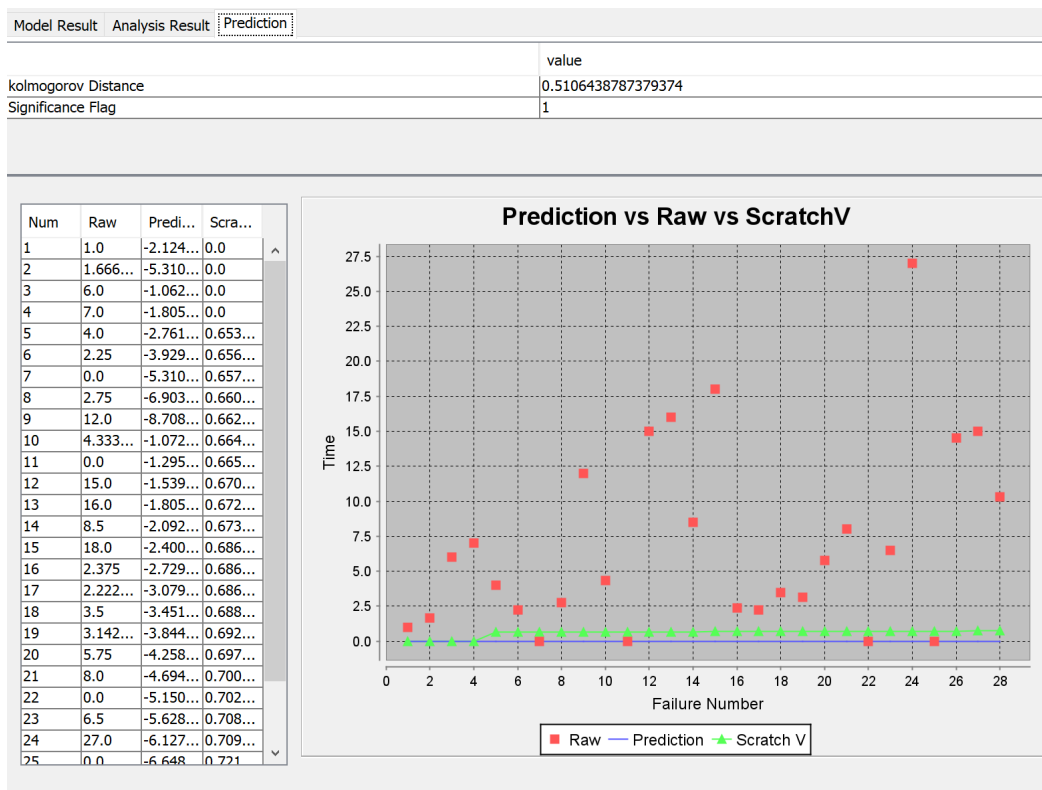 Model Result Analysis Result Prediction
value
kolmogorov Distance 0.5106438787379374
Significance Flag 1
Num Raw Predi... Scra...
1 1.0 -2.124... 0.0
2 1.666... -5.310... 0.0
3 6.0 -1.062... 0.0
4 7.0 -1.805... 0.0
5 4.0 -2.761... 0.653...
6 2.25 -3.929... 0.656...
7 0.0 -5.310... 0.657...
8 2.75 -6.903... 0.660...
9 12.0 -8.708... 0.662...
10 4.333... -1.072... 0.664...
11 0.0 -1.295... 0.665...
12 15.0 -1.539... 0.670...
13 16.0 -1.805... 0.672...
14 8.5 -2.092... 0.673...
15 18.0 -2.400... 0.686...
16 2.375 -2.729... 0.686...
17 2.222... -3.079... 0.686...
18 3.5 -3.451... 0.688...
19 3.142... -3.844... 0.692...
20 5.75 -4.258... 0.697...
21 8.0 -4.694... 0.700...
22 0.0 -5.150... 0.702...
23 6.5 -5.628... 0.708...
24 27.0 -6.127... 0.709...
25 0.0 -6.648... 0.721...
Prediction vs Raw vs ScratchV
27.5
25.0
22.5
20.0
17.5
15.0
12.5
10.0
7.5
5.0
2.5
0.0
Time
0 2 4 6 8 10 12 14 16 18 20 22 24 26 28
Failure Number
Raw Prediction Scratch V